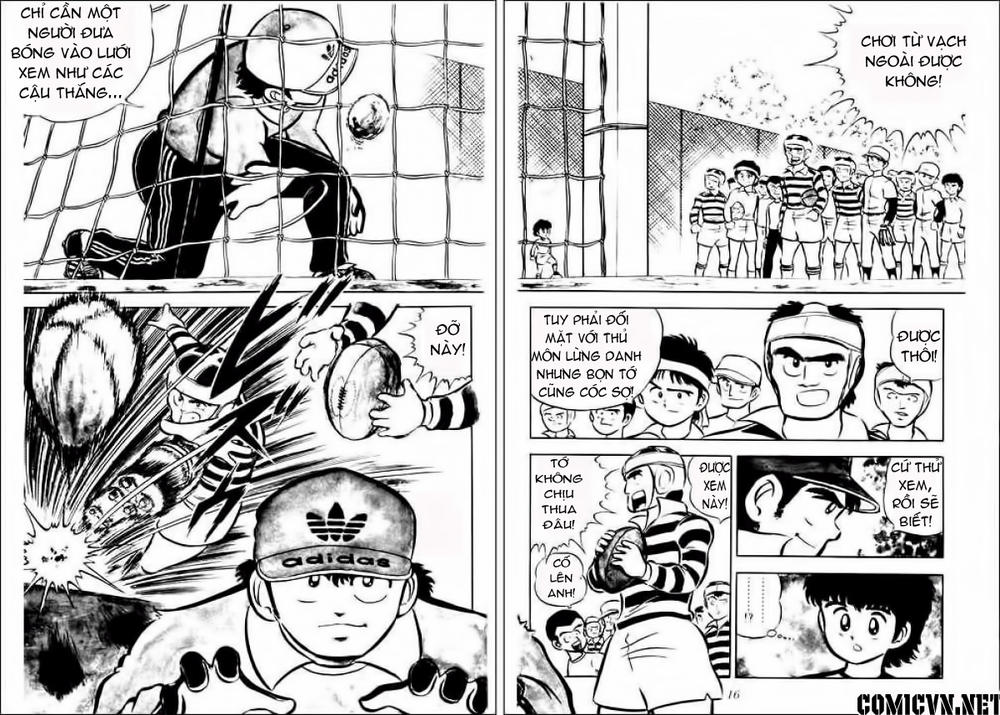 CHỈ CẦN MỘT
NGƯỜI ĐƯA
BÓNG VÀO LƯỚI
XEM NHƯ CÁC
CẬU THẮNG...
adidas
ĐỠ
NÀY!
adidas
CHƠI TỪ VẠCH
NGOÀI ĐƯỢC
KHÔNG!
TUY PHẢI ĐỐI
MẶT VỚI THỦ
MÔN LỪNG DANH
NHƯNG BỌN TỚ
CŨNG CÓC SỢ!
ĐƯỢC
THÔI!
TỚ
KHÔNG
CHỊU
THUA
ĐÂU!
ĐƯỢC
XEM
NÀY!
CỐ
LÊN
ANH!
CỨ THỬ
XEM,
RỒI SẼ
BIẾT!
..........
!?
16
COMICVN.NET